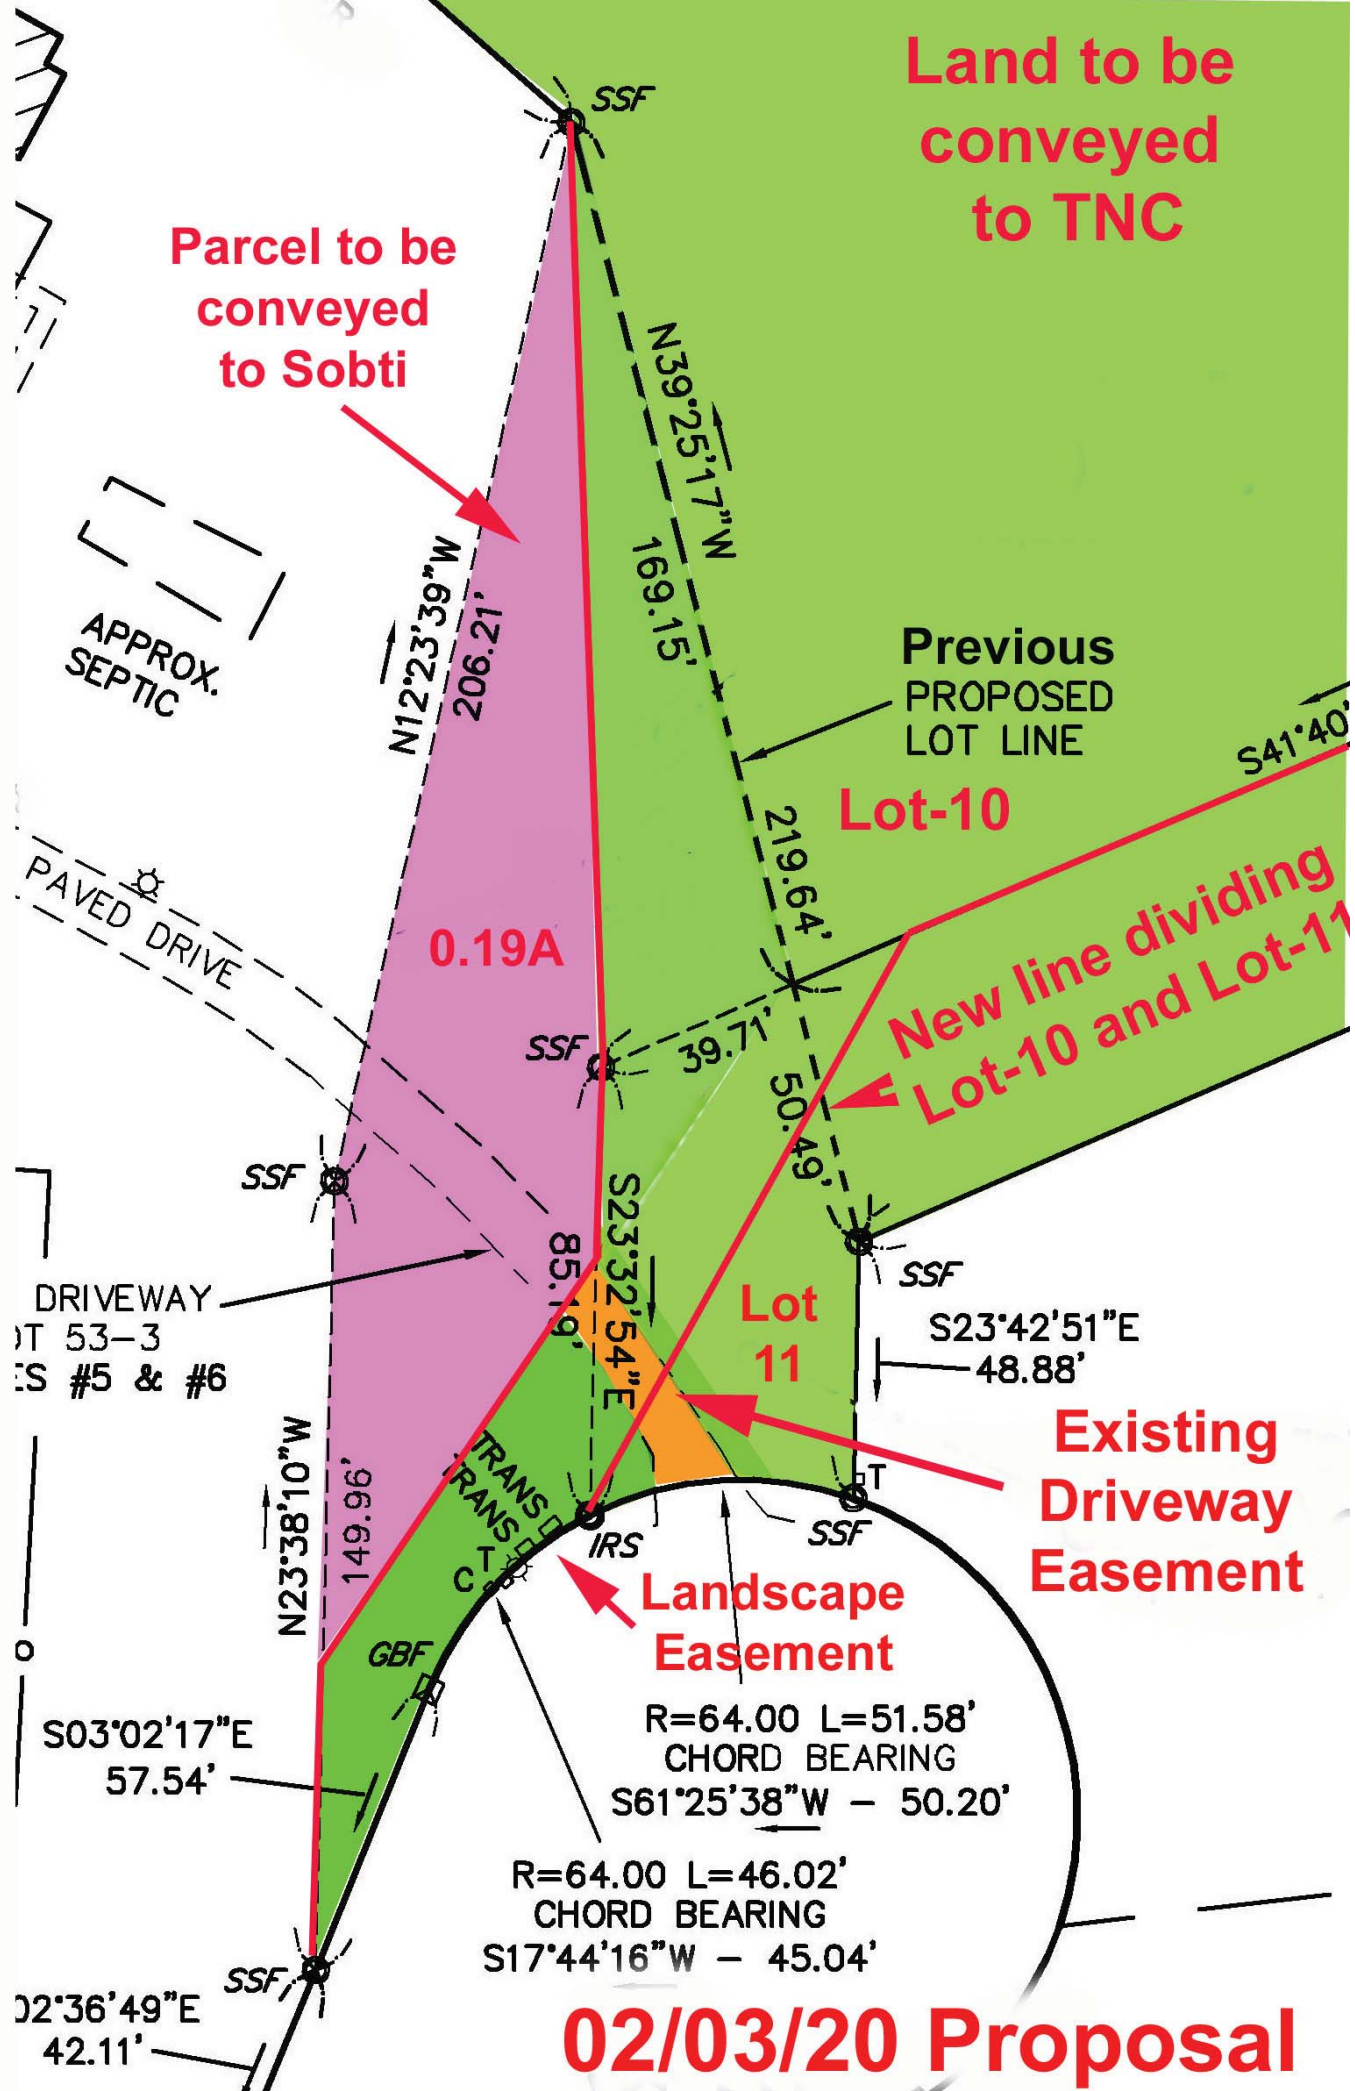 Land to be
conveyed
to TNC
SSF
Parcel to be
conveyed
to Sobti
N39°25'17"W
169.15'
APPROX.
SEPTIC
N12°23'39"W
206.21'
Previous
PROPOSED
LOT LINE
S41°40'
Lot-10
219.64'
PAVED DRIVE
0.19A
New line dividing
Lot-10 and Lot-11
SSF
39.71'
50.49'
SSF
S23°32'54"E
85.19'
SSF
DRIVEWAY
OT 53-3
ES #5 & #6
Lot
11
S23°42'51"E
48.88'
Existing
Driveway
Easement
N23°38'10"W
149.96'
TRANS
TRANS
T
C
T
IRS
SSF
Landscape
Easement
GBF
S03°02'17"E
57.54'
R=64.00 L=51.58'
CHORD BEARING
S61°25'38"W - 50.20'
R=64.00 L=46.02'
CHORD BEARING
S17°44'16"W - 45.04'
SSF
02°36'49"E
42.11'
02/03/20 Proposal